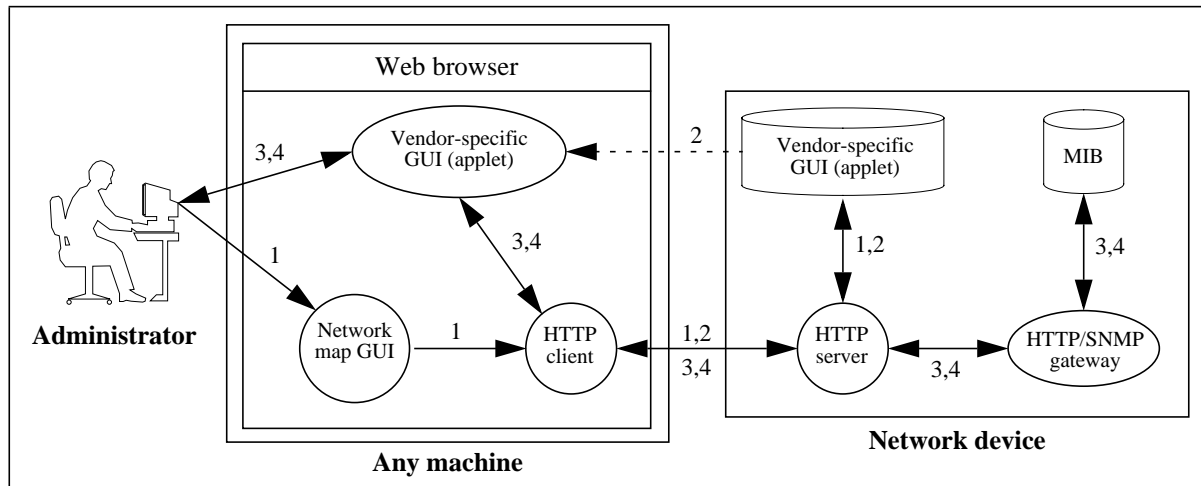 Web browser
Vendor-specific
GUI (applet)
2
Vendor-specific
GUI (applet)
MIB
3,4
3,4
1,2
3,4
1
Administrator
Network
map GUI
1
HTTP
client
1,2
3,4
HTTP
server
3,4
HTTP/SNMP
gateway
Any machine
Network device